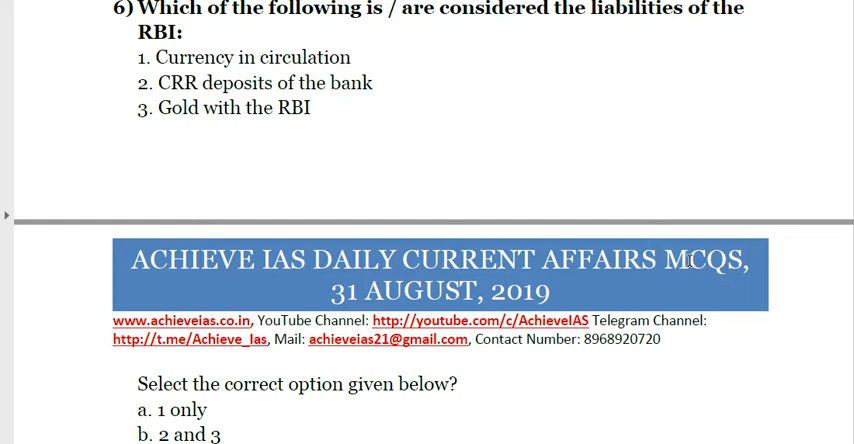 6) Which of the following is / are considered the liabilities of the
RBI:
1. Currency in circulation
2. CRR deposits of the bank
3. Gold with the RBI
ACHIEVE IAS DAILY CURRENT AFFAIRS MCQS,
31 AUGUST, 2019
www.achieveias.co.in, YouTube Channel: http://youtube.com/c/AchieveIAS Telegram Channel:
http://t.me/Achieve_Ias, Mail: achieveias21@gmail.com, Contact Number: 8968920720
Select the correct option given below?
a. 1 only
b. 2 and 3